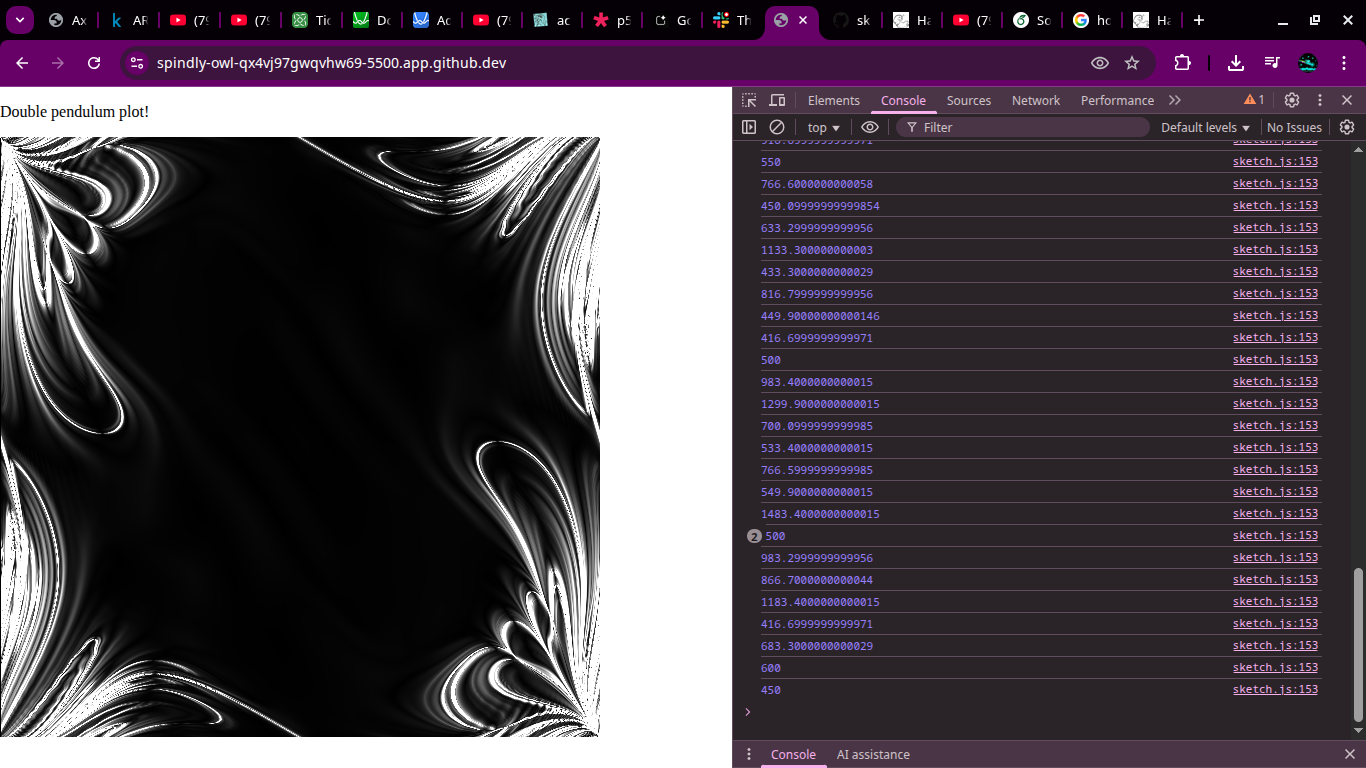 Ax
AR
(79
(79
Tic
Do
Ac
(79
ac
p5
Go
Th
sk
Ha
(79
So
ho
Ha
spindly-owl-qx4vj97gwqvhw69-5500.app.github.dev
Double pendulum plot!
Elements Console Sources Network Performance 1
top Filter Default levels No Issues
550 sketch.js:153
766.6000000000058 sketch.js:153
450.09999999999854 sketch.js:153
633.2999999999956 sketch.js:153
1133.300000000003 sketch.js:153
433.3000000000029 sketch.js:153
816.7999999999956 sketch.js:153
449.90000000000146 sketch.js:153
416.6999999999971 sketch.js:153
500 sketch.js:153
983.4000000000015 sketch.js:153
1299.9000000000015 sketch.js:153
700.0999999999985 sketch.js:153
533.4000000000015 sketch.js:153
766.5999999999985 sketch.js:153
549.9000000000015 sketch.js:153
1483.4000000000015 sketch.js:153
2 500 sketch.js:153
983.2999999999956 sketch.js:153
866.7000000000044 sketch.js:153
1183.4000000000015 sketch.js:153
416.6999999999971 sketch.js:153
683.3000000000029 sketch.js:153
600 sketch.js:153
450 sketch.js:153
Console AI assistance